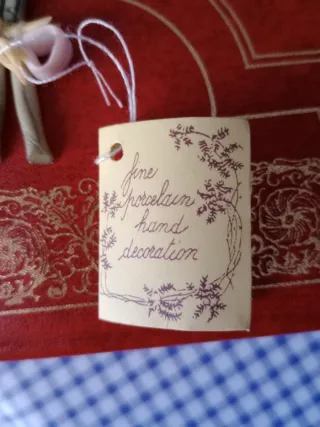 fine
porcelain
hand
decoration